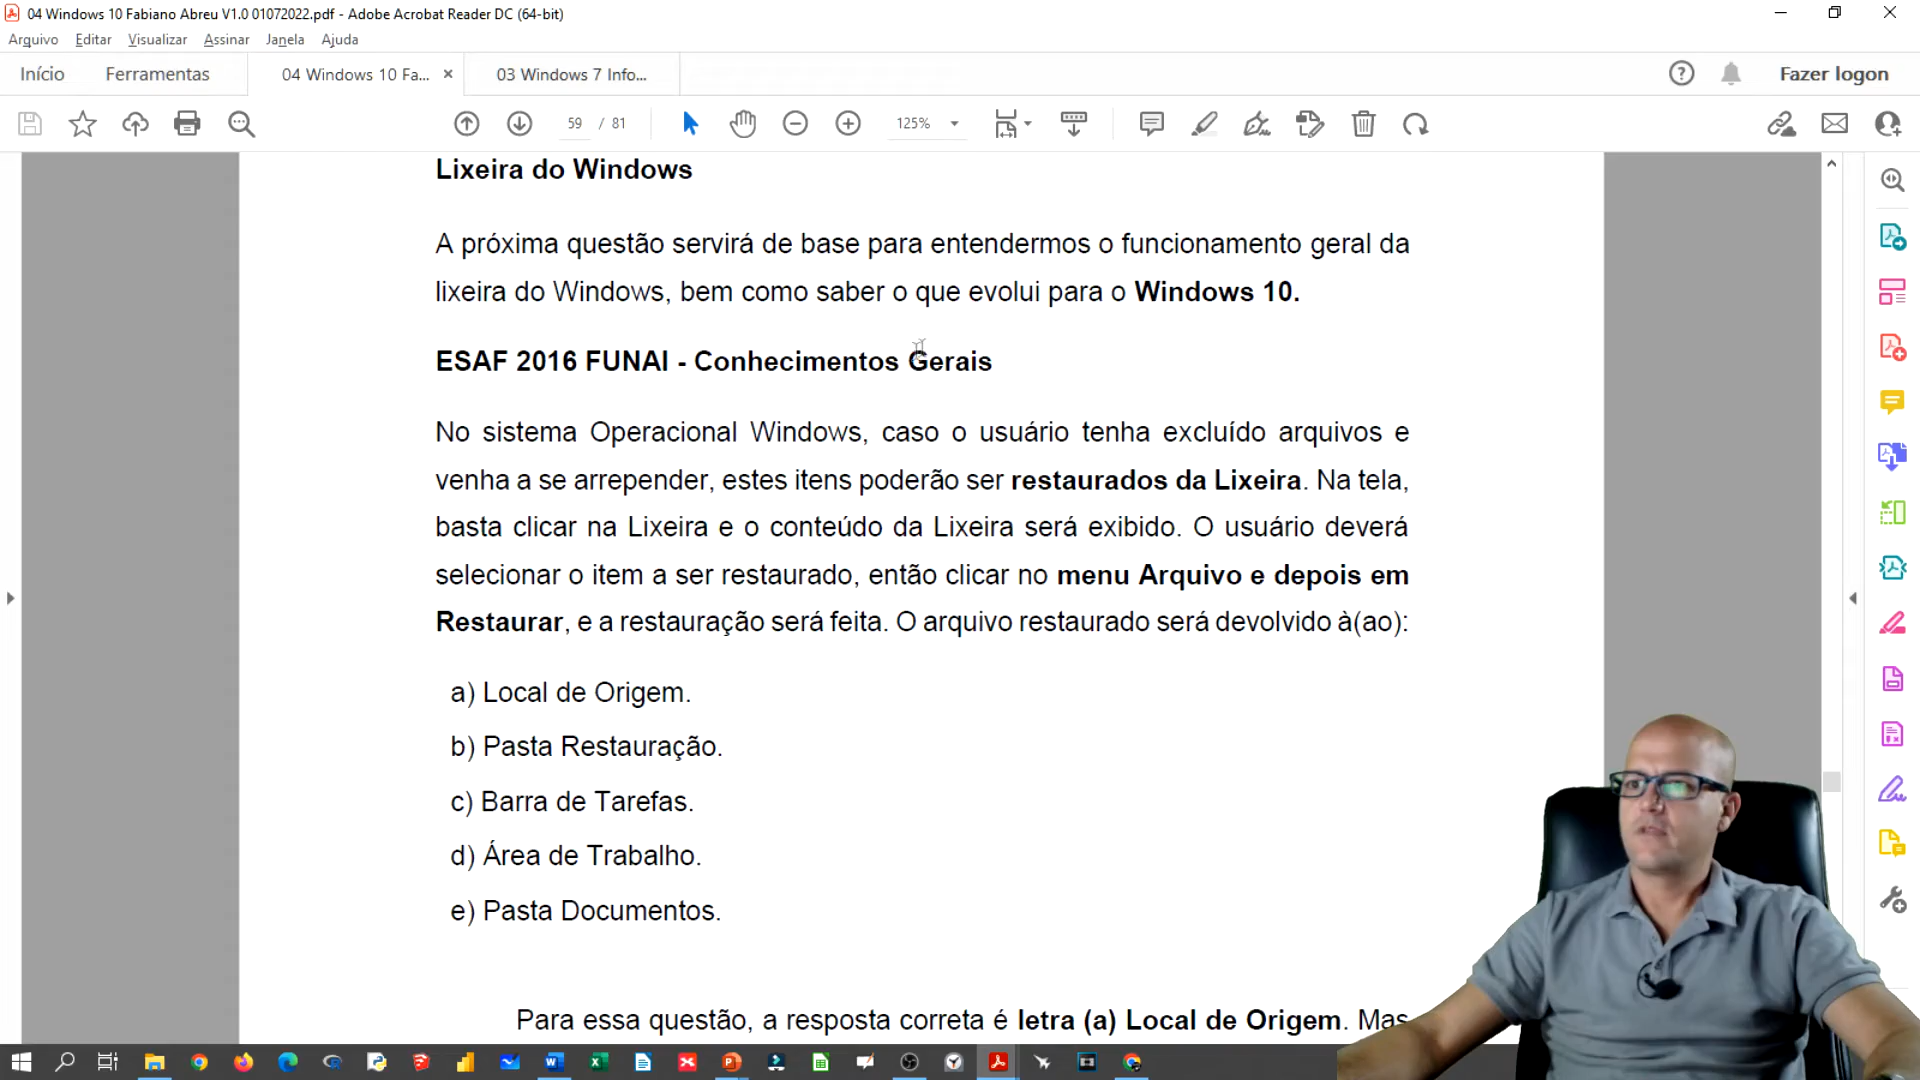 04 Windows 10 Fabiano Abreu V1.0 01072022.pdf - Adobe Acrobat Reader DC (64-bit)
Arquivo Editar Visualizar Assinar Janela Ajuda
Início Ferramentas 04 Windows 10 Fa... × 03 Windows 7 Info... Fazer logon
59 / 81 125%
Lixeira do Windows
A próxima questão servirá de base para entendermos o funcionamento geral da
lixeira do Windows, bem como saber o que evolui para o Windows 10.
ESAF 2016 FUNAI - Conhecimentos Gerais
No sistema Operacional Windows, caso o usuário tenha excluído arquivos e
venha a se arrepender, estes itens poderão ser restaurados da Lixeira. Na tela,
basta clicar na Lixeira e o conteúdo da Lixeira será exibido. O usuário deverá
selecionar o item a ser restaurado, então clicar no menu Arquivo e depois em
Restaurar, e a restauração será feita. O arquivo restaurado será devolvido à(ao):
a) Local de Origem.
b) Pasta Restauração.
c) Barra de Tarefas.
d) Área de Trabalho.
e) Pasta Documentos.
Para essa questão, a resposta correta é letra (a) Local de Origem. Mas